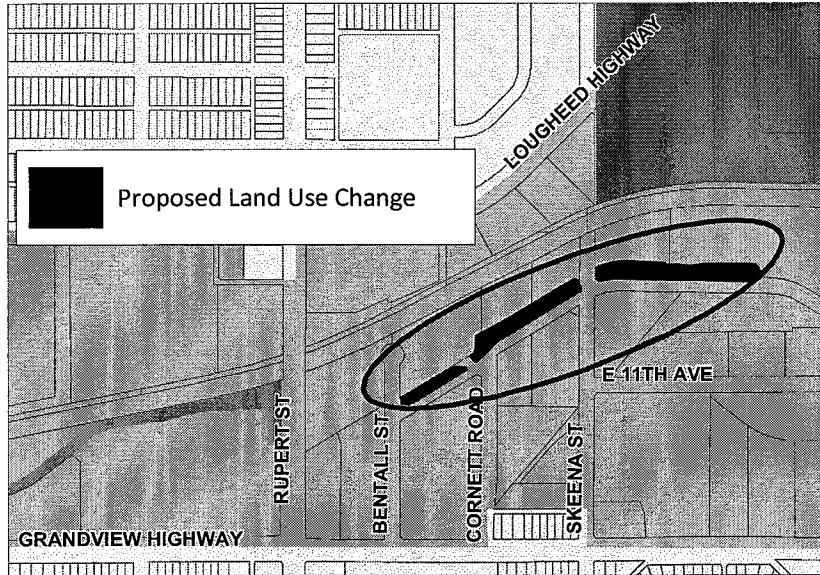 LOUGHEED HIGHWAY
Proposed Land Use Change
E 11TH AVE
RUPERT ST
BENTALL ST
CORNETT ROAD
SKEENA ST
GRANDVIEW HIGHWAY